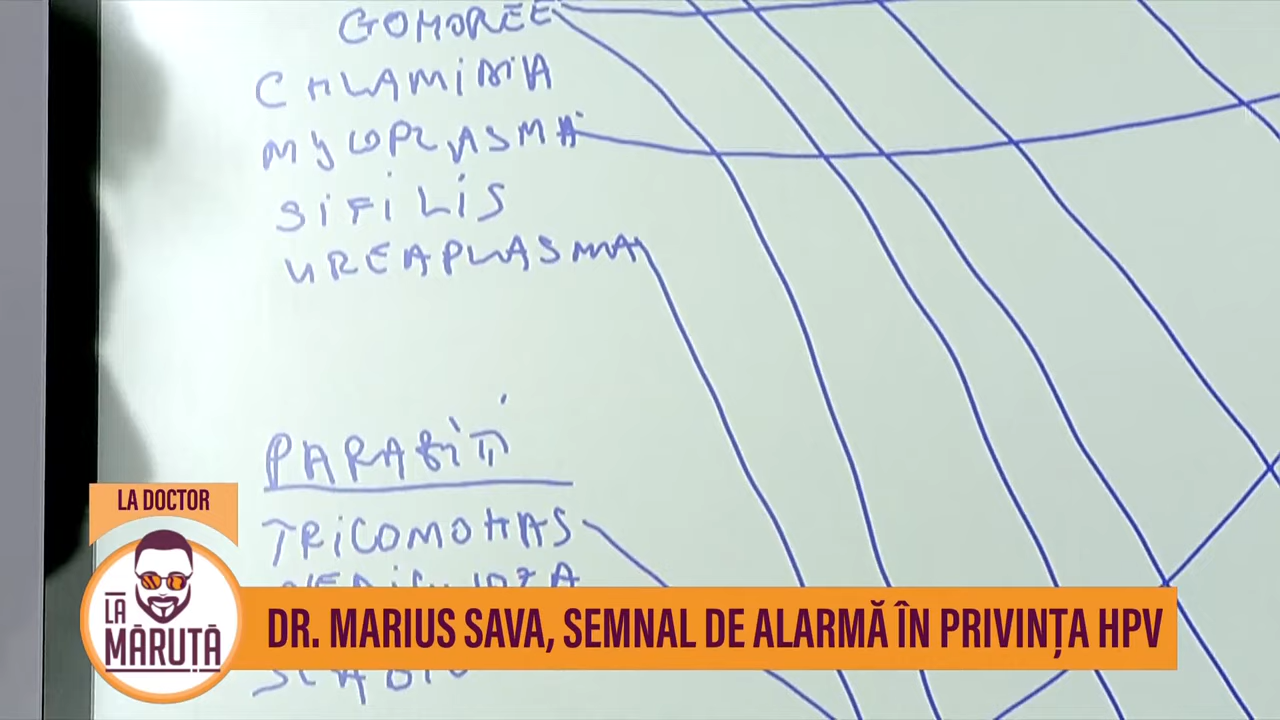 GONOREE
CHLAMIDIA
MYCOPLASMA
SIFILIS
UREAPLASMA
PARAZIȚI
TRICOMONAS
LA DOCTOR
LA MĂRUȚĂ
DR. MARIUS SAVA, SEMNAL DE ALARMĂ ÎN PRIVINȚA HPV